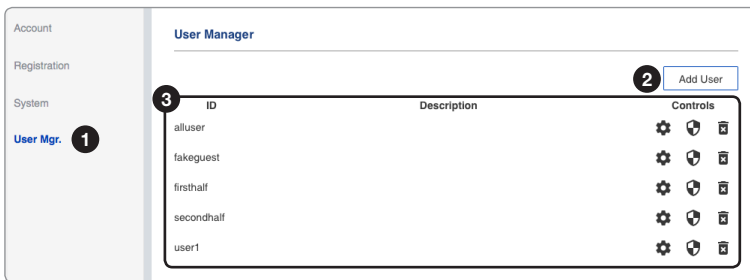 Account
User Manager
Registration
2 Add User
System
3 ID Description Controls
alluser
User Mgr. 1
fakeguest
firsthalf
secondhalf
user1